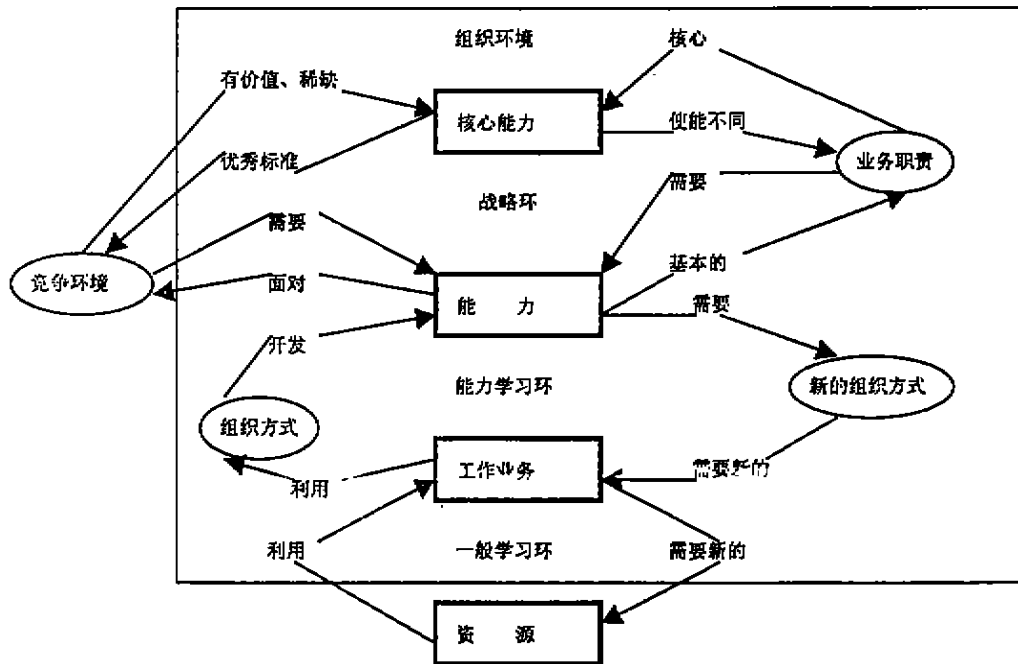 组织环境
核心
有价值、稀缺
核心能力
使能不同
优秀标准
业务职责
战略环
需要
需要
竞争环境
面对
能 力
基本的
需要
开发
能力学习环
新的组织方式
组织方式
工作业务
需要新的
利用
利用
一般学习环
需要新的
资 源